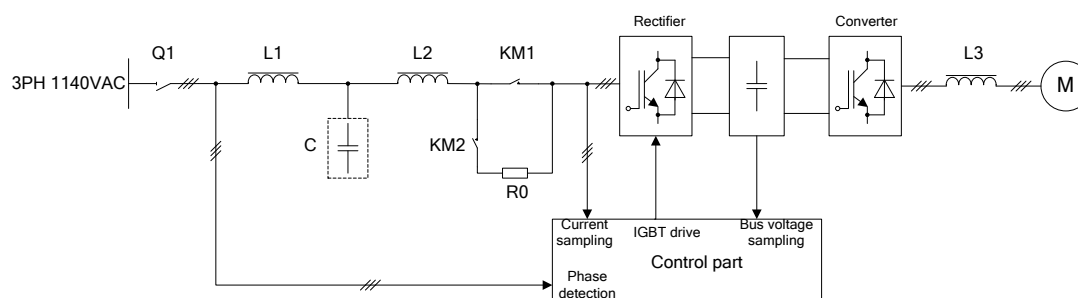 Rectifier
Converter
Q1
L1
L2
KM1
L3
3PH 1140VAC
M
C
KM2
R0
Current
sampling
IGBT drive
Bus voltage
sampling
Control part
Phase
detection